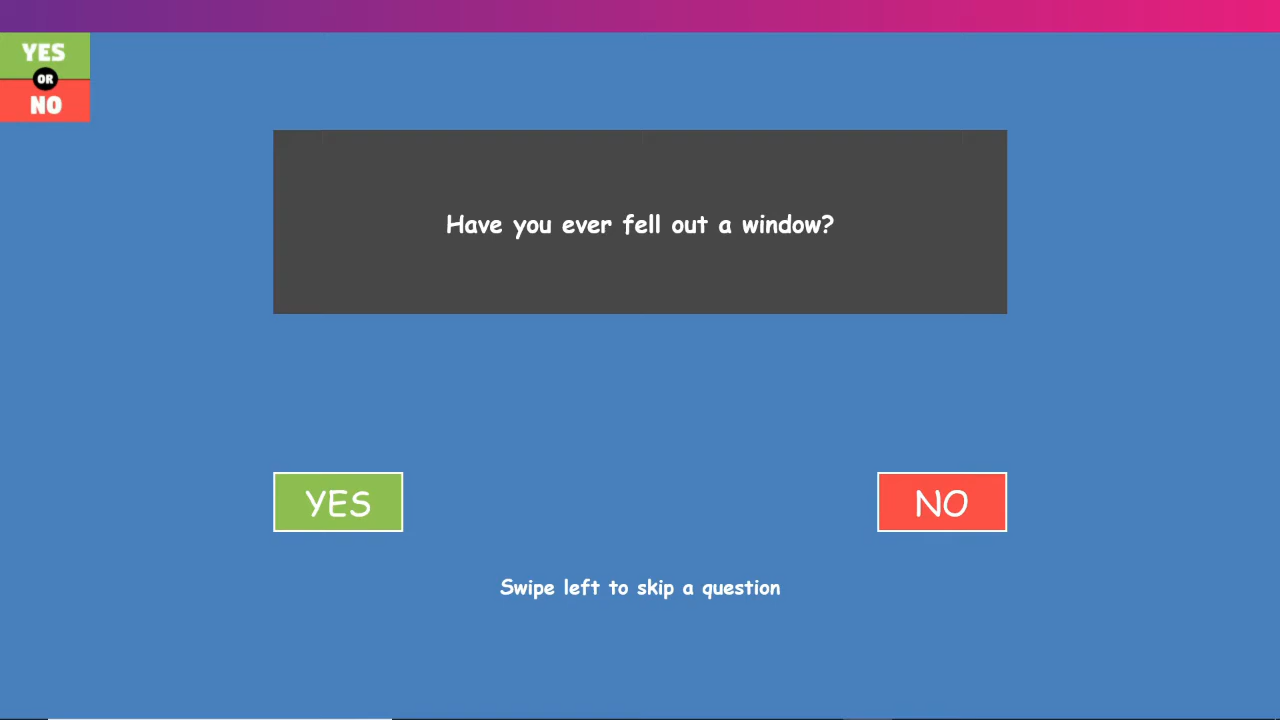 YES
OR
NO
Have you ever fell out a window?
YES
NO
Swipe left to skip a question